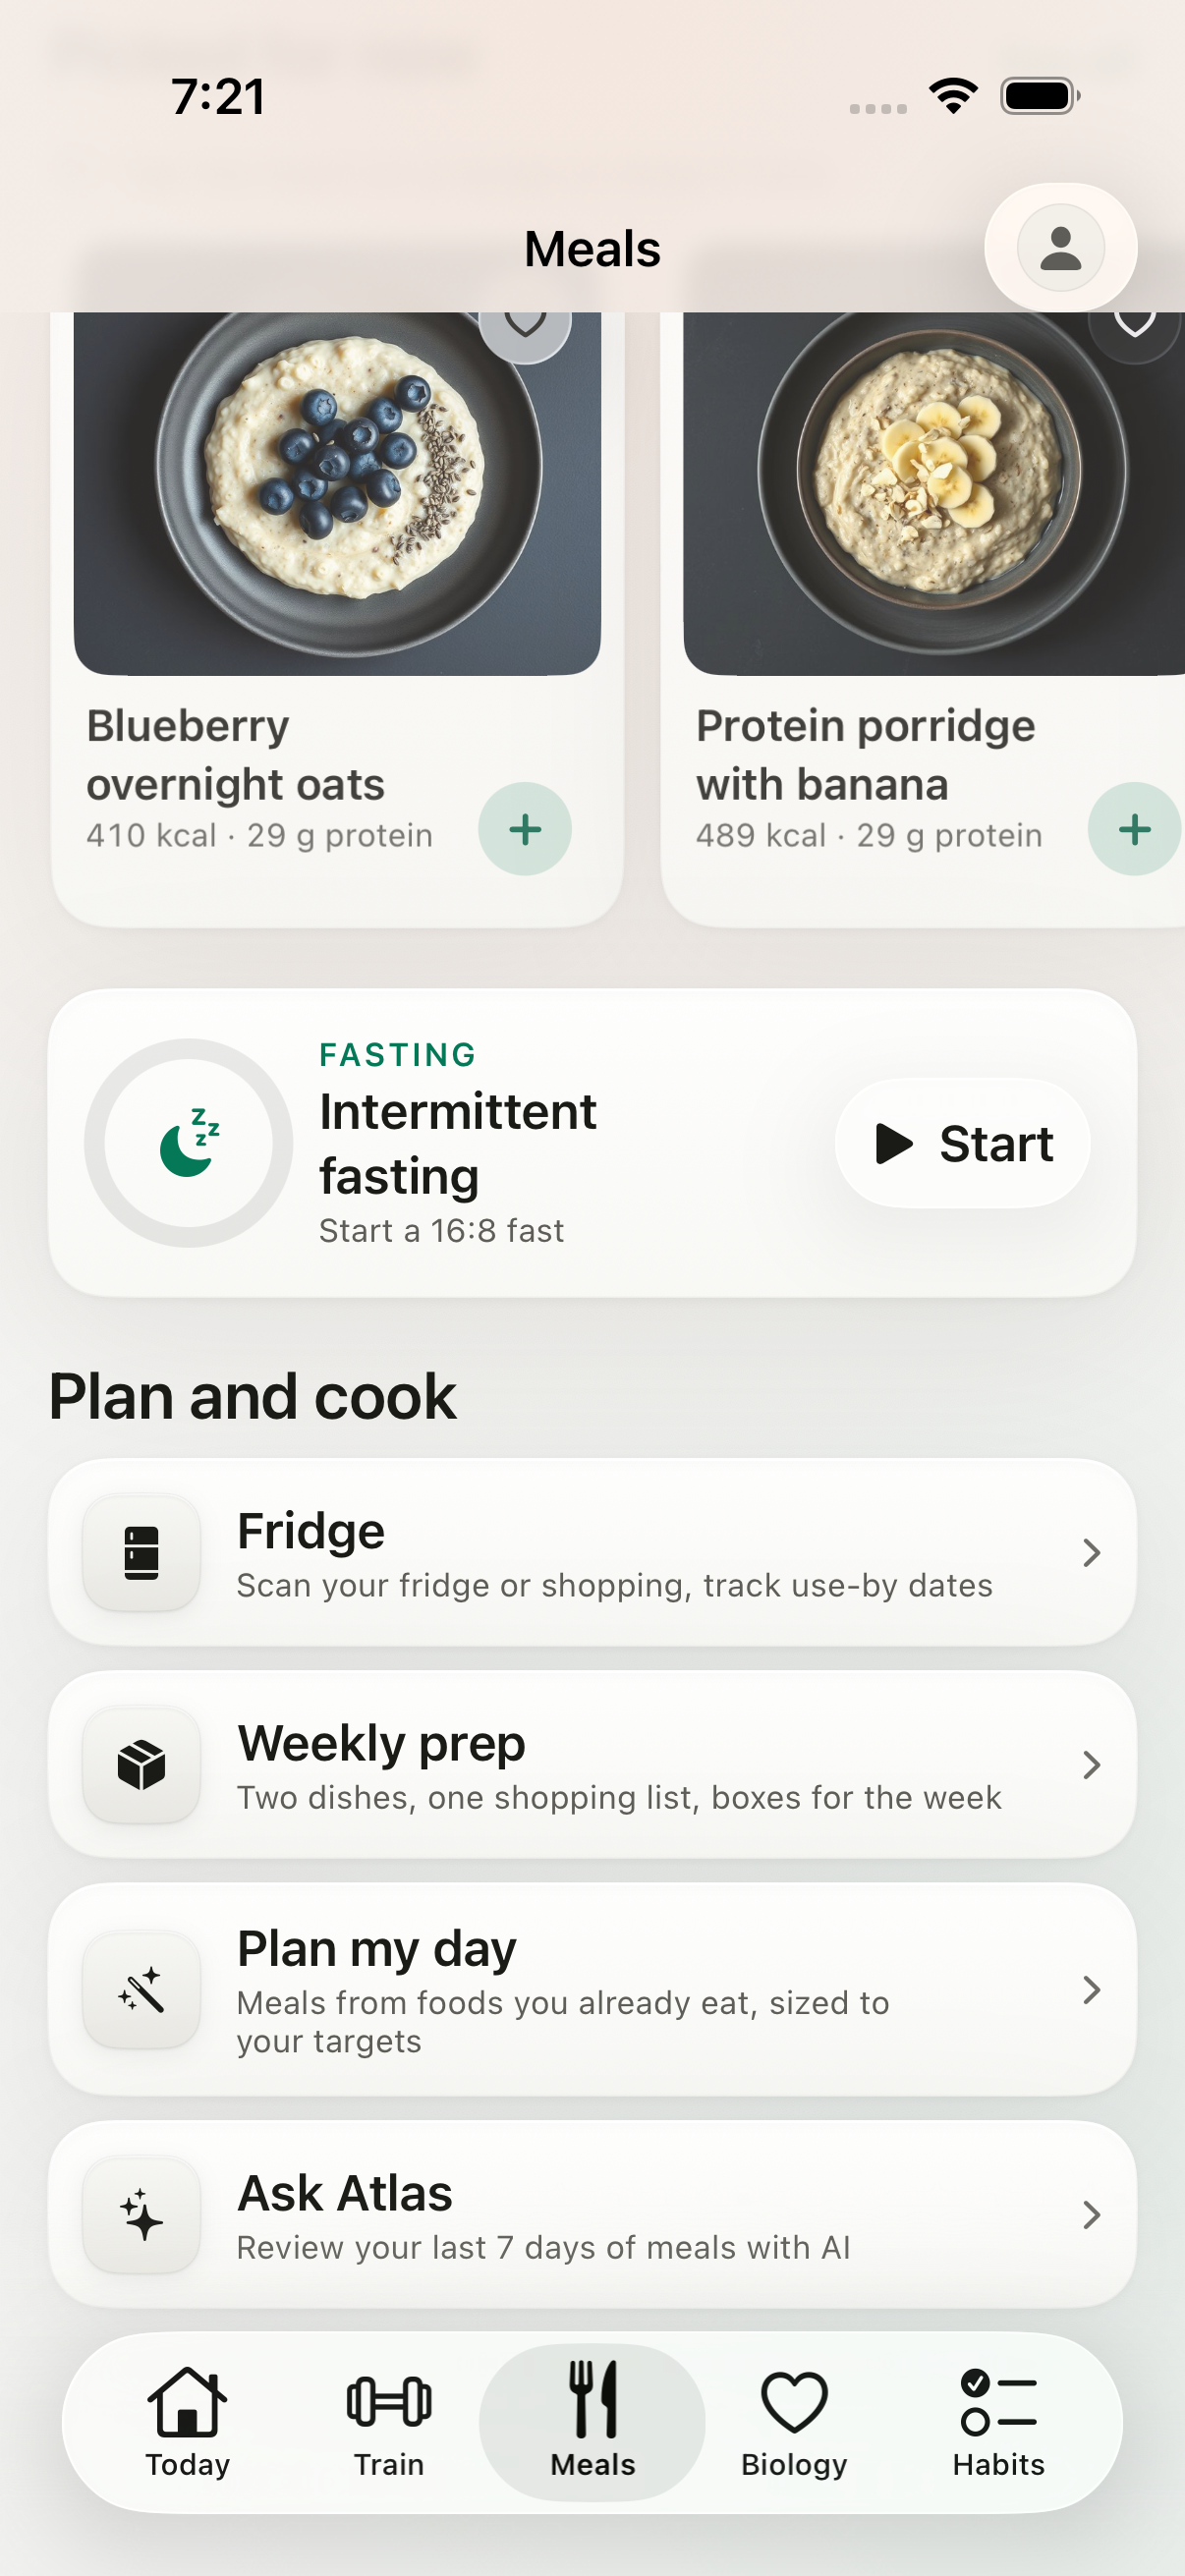 7:21
Meals
Blueberry
overnight oats
410 kcal · 29 g protein
Protein porridge
with banana
489 kcal · 29 g protein
FASTING
Intermittent
fasting
Start a 16:8 fast
Start
Plan and cook
Fridge
Scan your fridge or shopping, track use-by dates
Weekly prep
Two dishes, one shopping list, boxes for the week
Plan my day
Meals from foods you already eat, sized to
your targets
Ask Atlas
Review your last 7 days of meals with AI
Today
Train
Meals
Biology
Habits